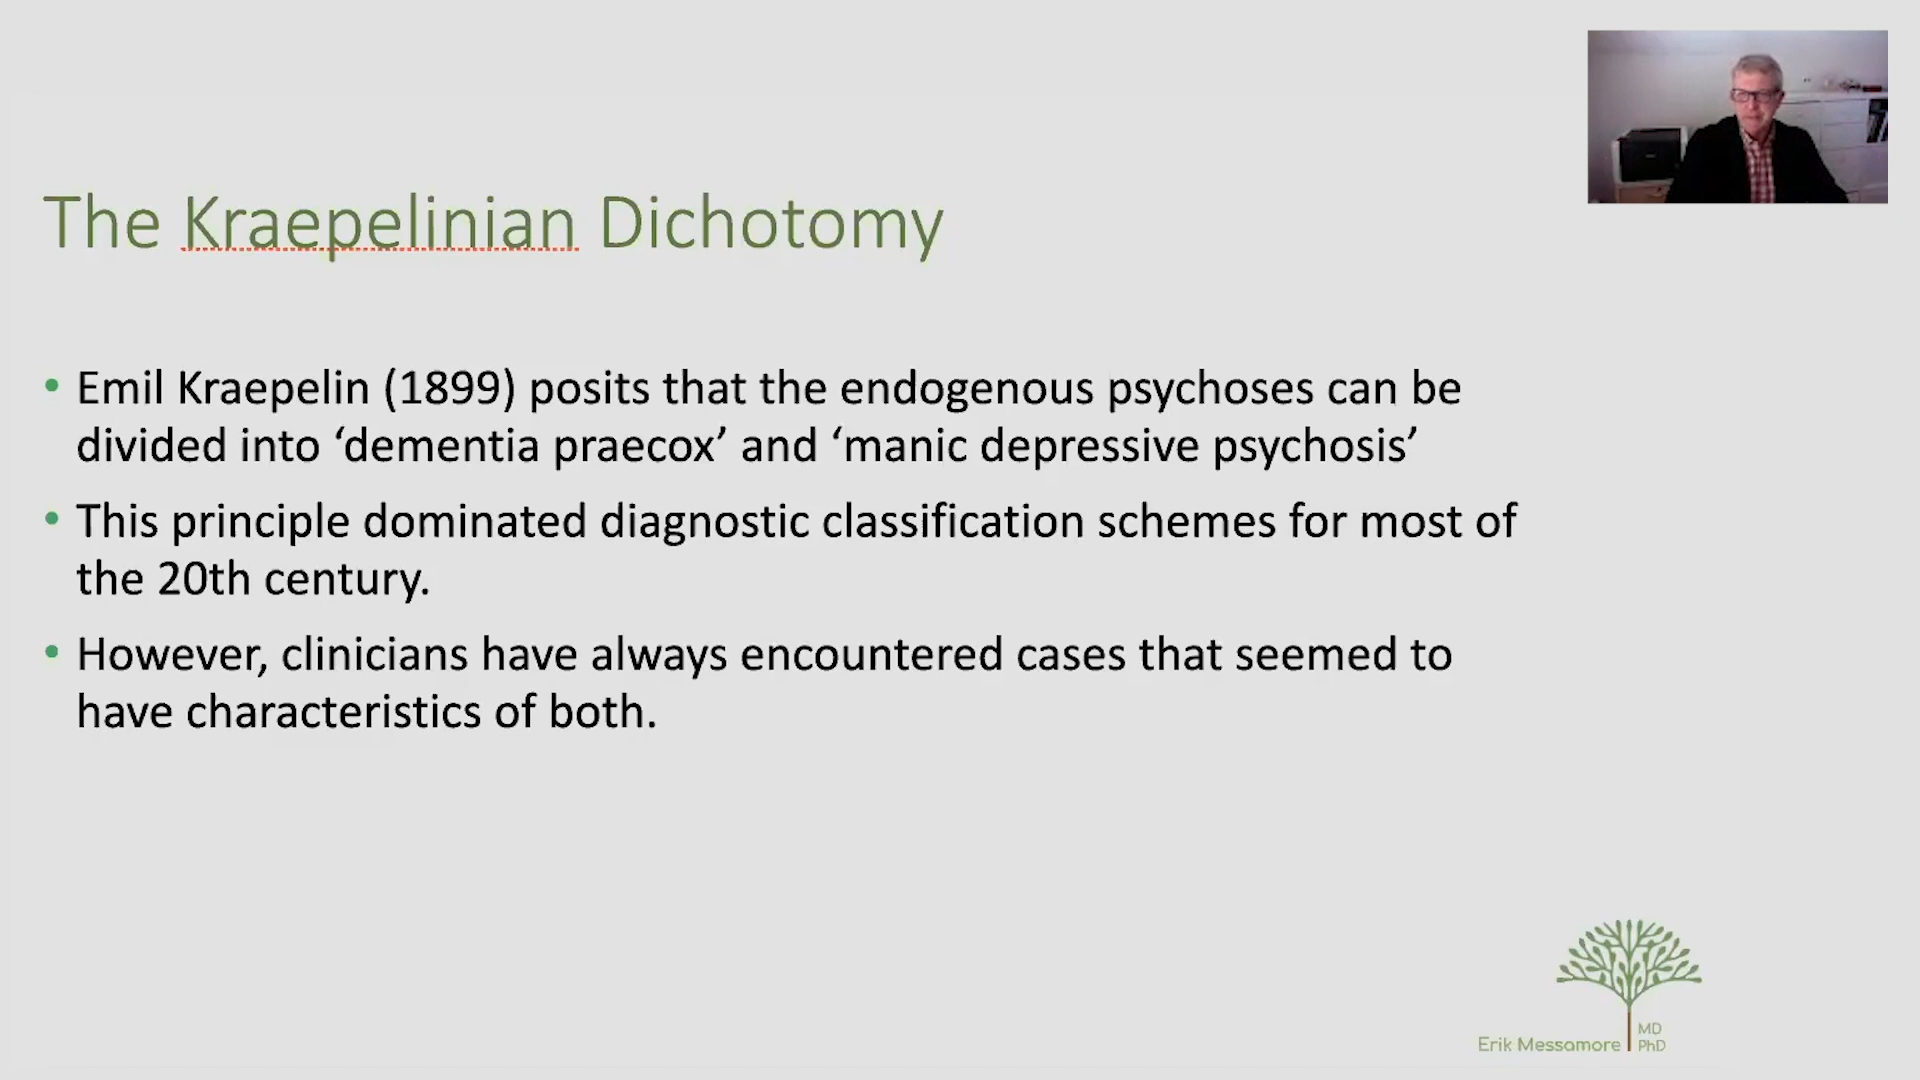 The Kraepelinian Dichotomy
• Emil Kraepelin (1899) posits that the endogenous psychoses can be
divided into ‘dementia praecox’ and ‘manic depressive psychosis’
• This principle dominated diagnostic classification schemes for most of
the 20th century.
• However, clinicians have always encountered cases that seemed to
have characteristics of both.
Erik Messamore
MD
PhD